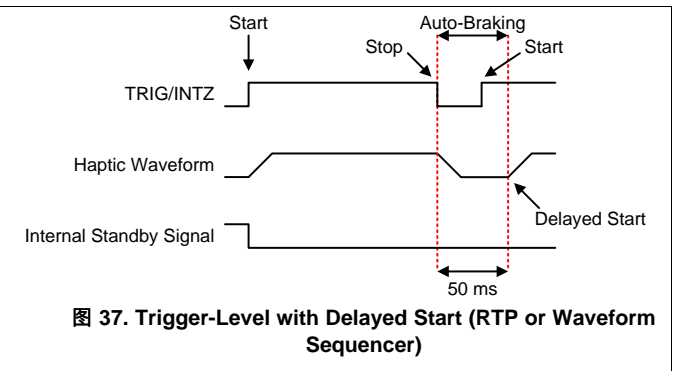 Start
Auto-Braking
Stop
Start
TRIG/INTZ
Haptic Waveform
Delayed Start
Internal Standby Signal
50 ms
图 37. Trigger-Level with Delayed Start (RTP or Waveform
Sequencer)